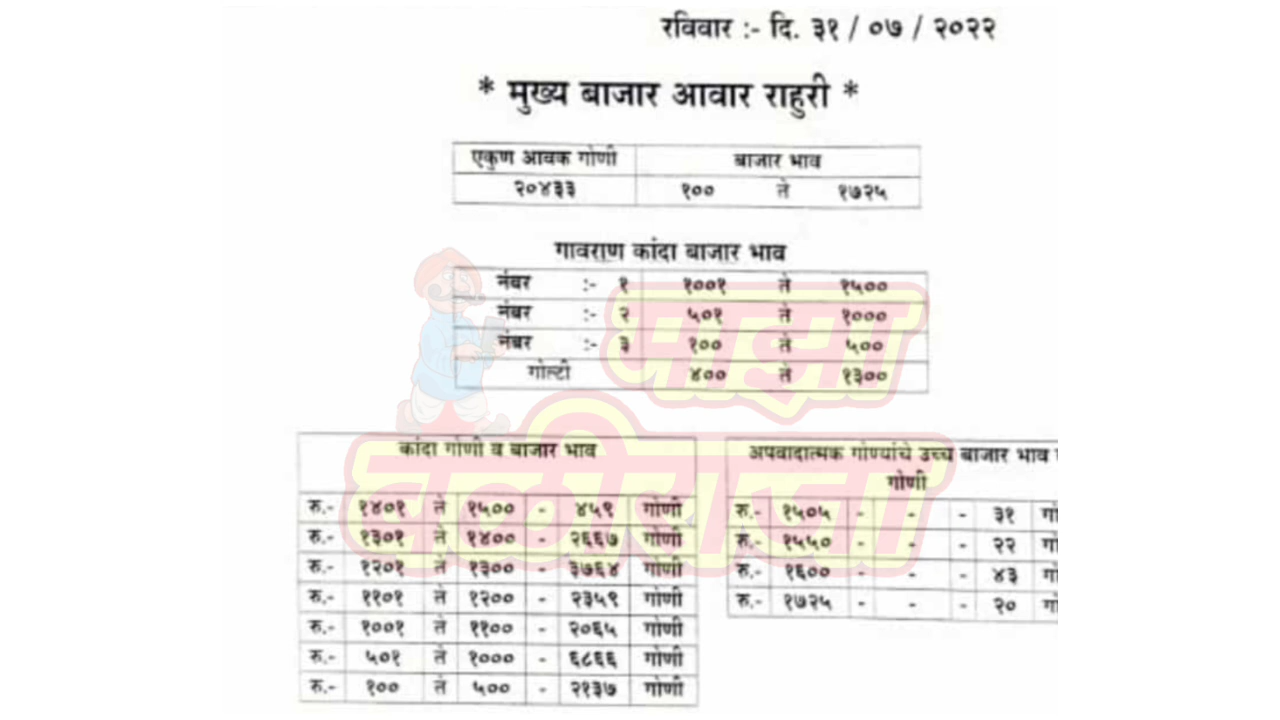 रविवार :- दि. ३१ / ०७ / २०२२
* मुख्य बाजार आवार राहुरी *
एकुण आवक गोणी बाजार भाव
२०४३३ १०० ते १७२५
गावराण कांदा बाजार भाव
नंबर :- १ १००१ ते १५००
नंबर :- २ ५०१ ते १०००
नंबर :- ३ १०० ते ५००
गोल्टी ४०० ते १३००
माझा
बळीराजा
कांदा गोणी व बाजार भाव
रु.- १४०१ ते १५०० - ४५९ गोणी
रु.- १३०१ ते १४०० - २६६७ गोणी
रु.- १२०१ ते १३०० - ३७६४ गोणी
रु.- ११०१ ते १२०० - २३५९ गोणी
रु.- १००१ ते ११०० - २०६५ गोणी
रु.- ५०१ ते १००० - ६८६६ गोणी
रु.- १०० ते ५०० - २१३७ गोणी
अपवादात्मक गोण्यांचे उच्च बाजार भाव
गोणी
रु.- १५०५ - - - ३१ गो
रु.- १५५० - - - २२ गो
रु.- १६०० - - - ४३ गो
रु.- १७२५ - - - २० गो